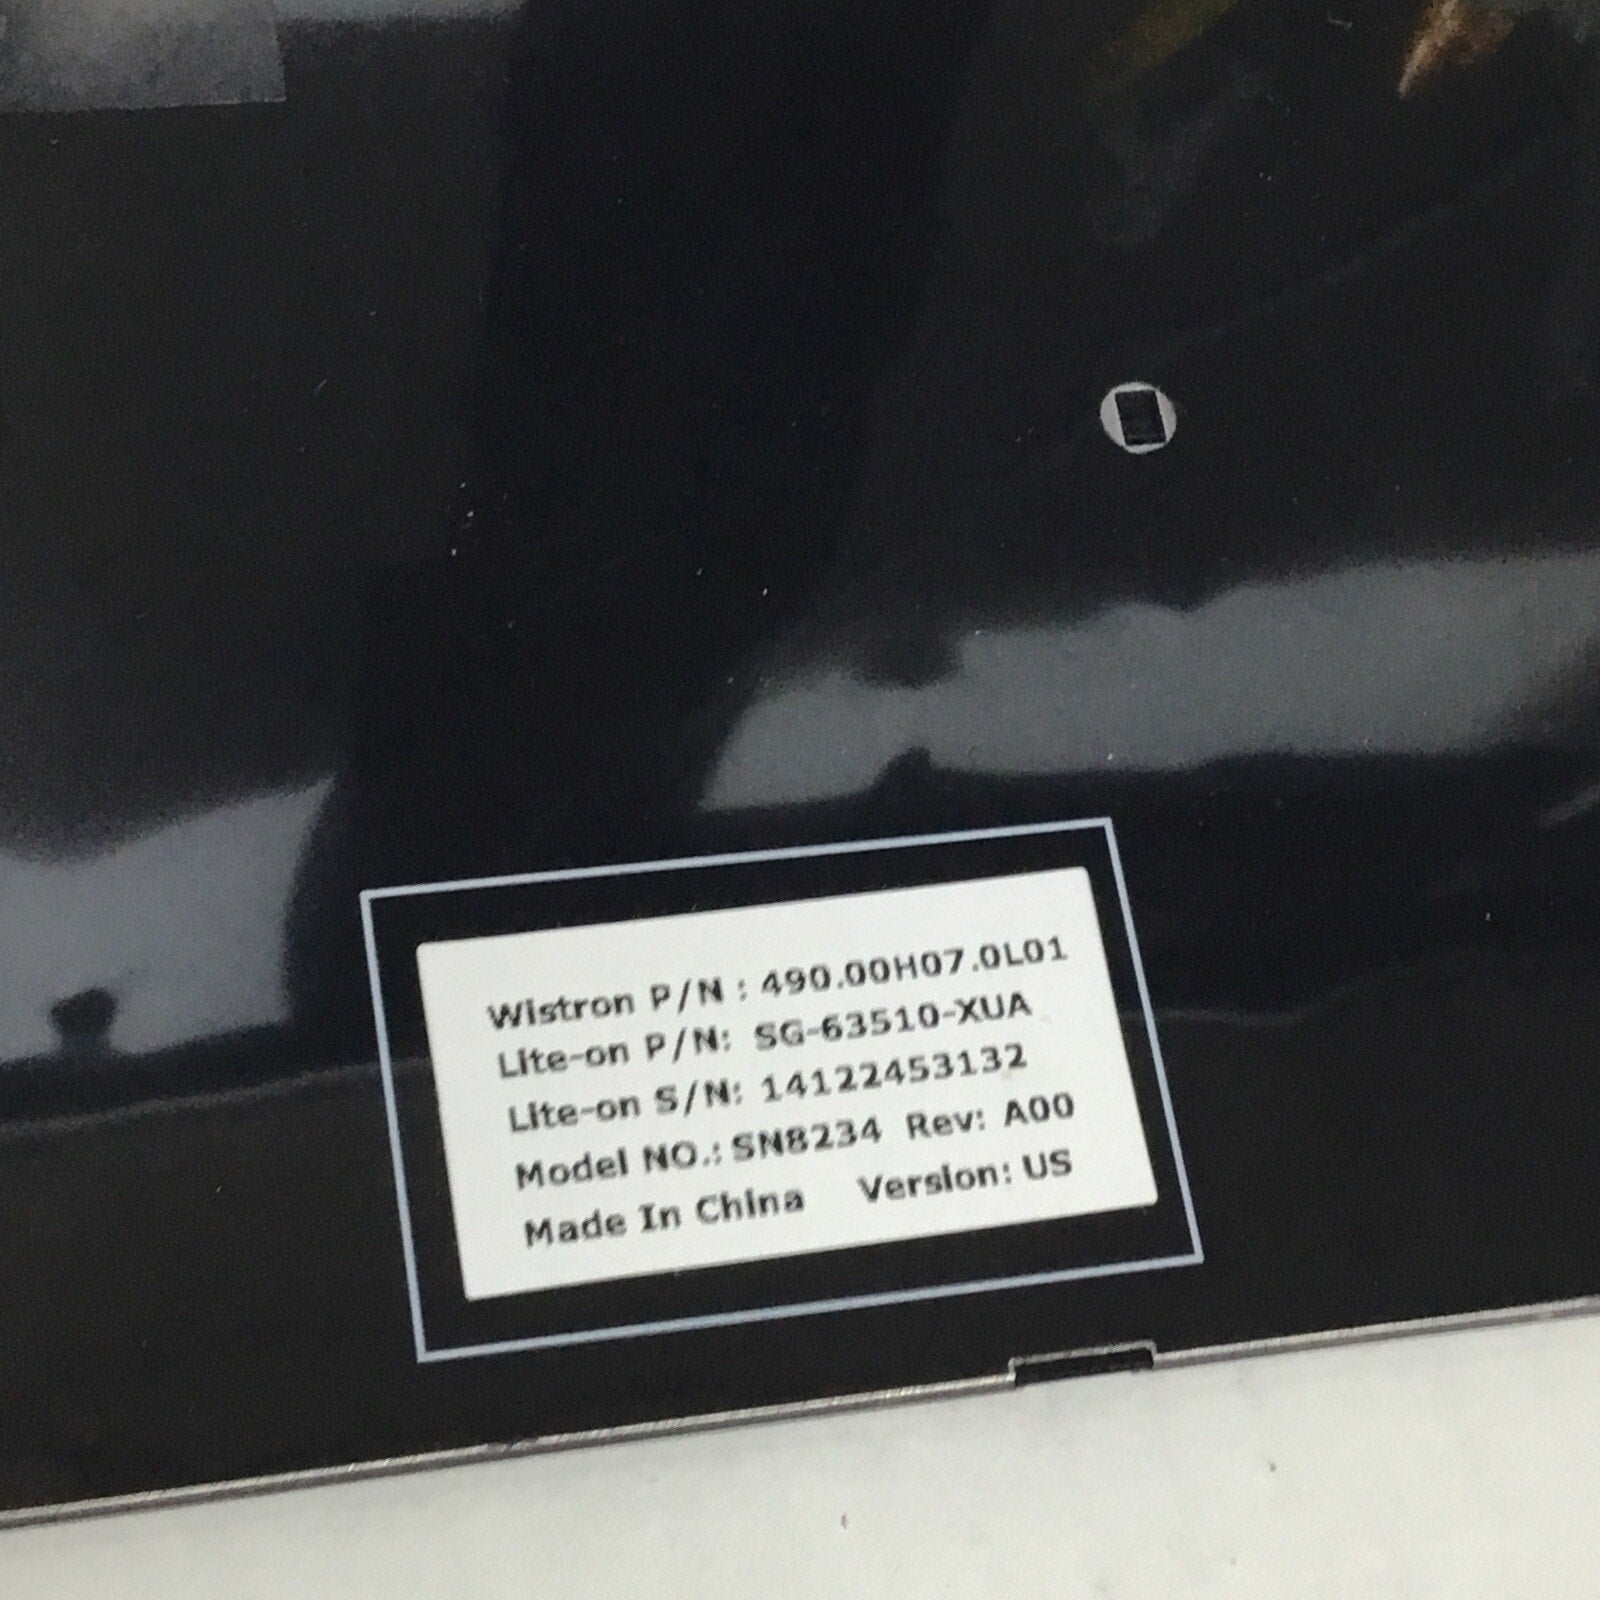 Wistron P/N : 490.00H07.0L01
Lite-on P/N: SG-63510-XUA
Lite-on S/N: 14122453132
Model NO.: SN8234 Rev: A00
Made In China Version: US